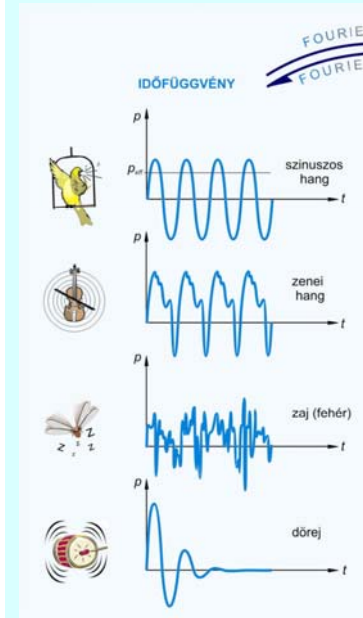 FOURIE
FOURIE
IDŐFÜGGVÉNY
p
peff
szinuszos
hang
t
p
zenei
hang
t
p
zaj (fehér)
t
z
z
z
z
p
dörej
t